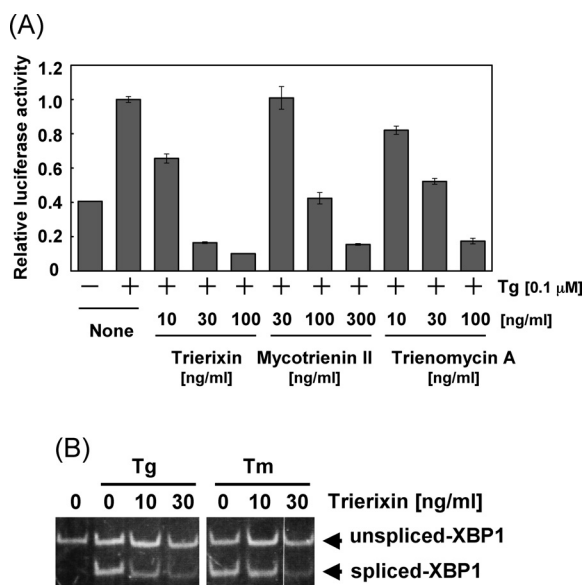 (A)
Relative luciferase activity
1.2
1.0
0.8
0.6
0.4
0.2
0
− + + + + + + + + + + Tg [0.1 μM]
10 30 100 30 100 300 10 30 100 [ng/ml]
None Trierixin Mycotrienin II Trienomycin A
[ng/ml] [ng/ml] [ng/ml]
(B)
Tg Tm
0 0 10 30 0 10 30 Trierixin [ng/ml]
unspliced-XBP1
spliced-XBP1